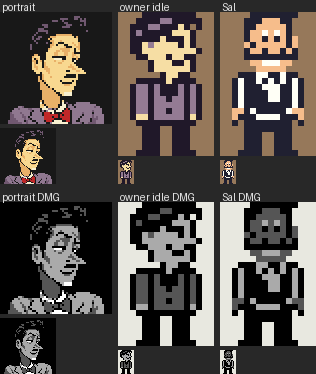 portrait
owner idle
Sal
portrait DMG
owner idle DMG
Sal DMG